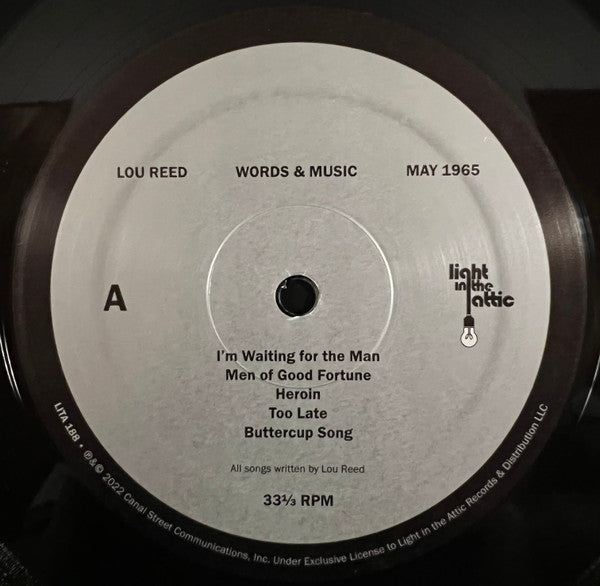 LOU REED WORDS & MUSIC MAY 1965
A
light
in the
attic
I'm Waiting for the Man
Men of Good Fortune
Heroin
Too Late
Buttercup Song
All songs written by Lou Reed
33⅓ RPM
LITA 188 • ℗& © 2022 Canal Street Communications, Inc. Under Exclusive License to Light in the Attic Records & Distribution LLC